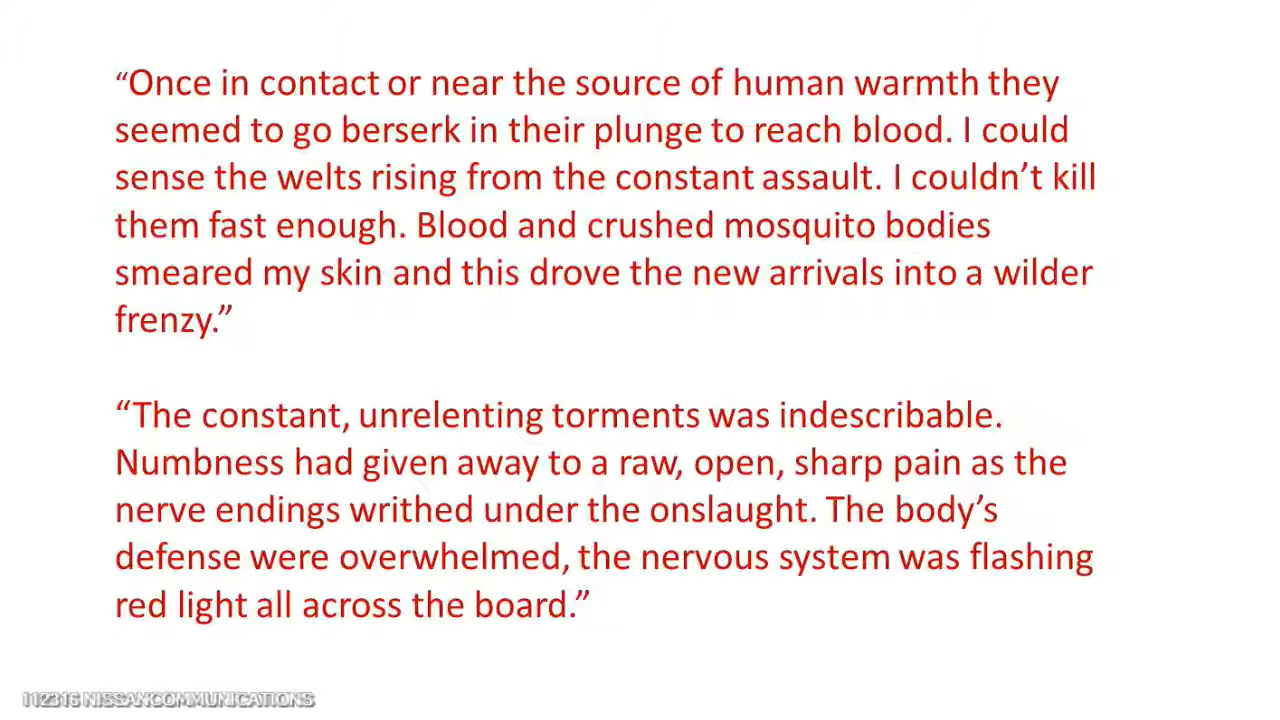 “Once in contact or near the source of human warmth they
seemed to go berserk in their plunge to reach blood. I could
sense the welts rising from the constant assault. I couldn’t kill
them fast enough. Blood and crushed mosquito bodies
smeared my skin and this drove the new arrivals into a wilder
frenzy.”
“The constant, unrelenting torments was indescribable.
Numbness had given away to a raw, open, sharp pain as the
nerve endings writhed under the onslaught. The body’s
defense were overwhelmed, the nervous system was flashing
red light all across the board.”
112316 NISSANCOMMUNICATIONS